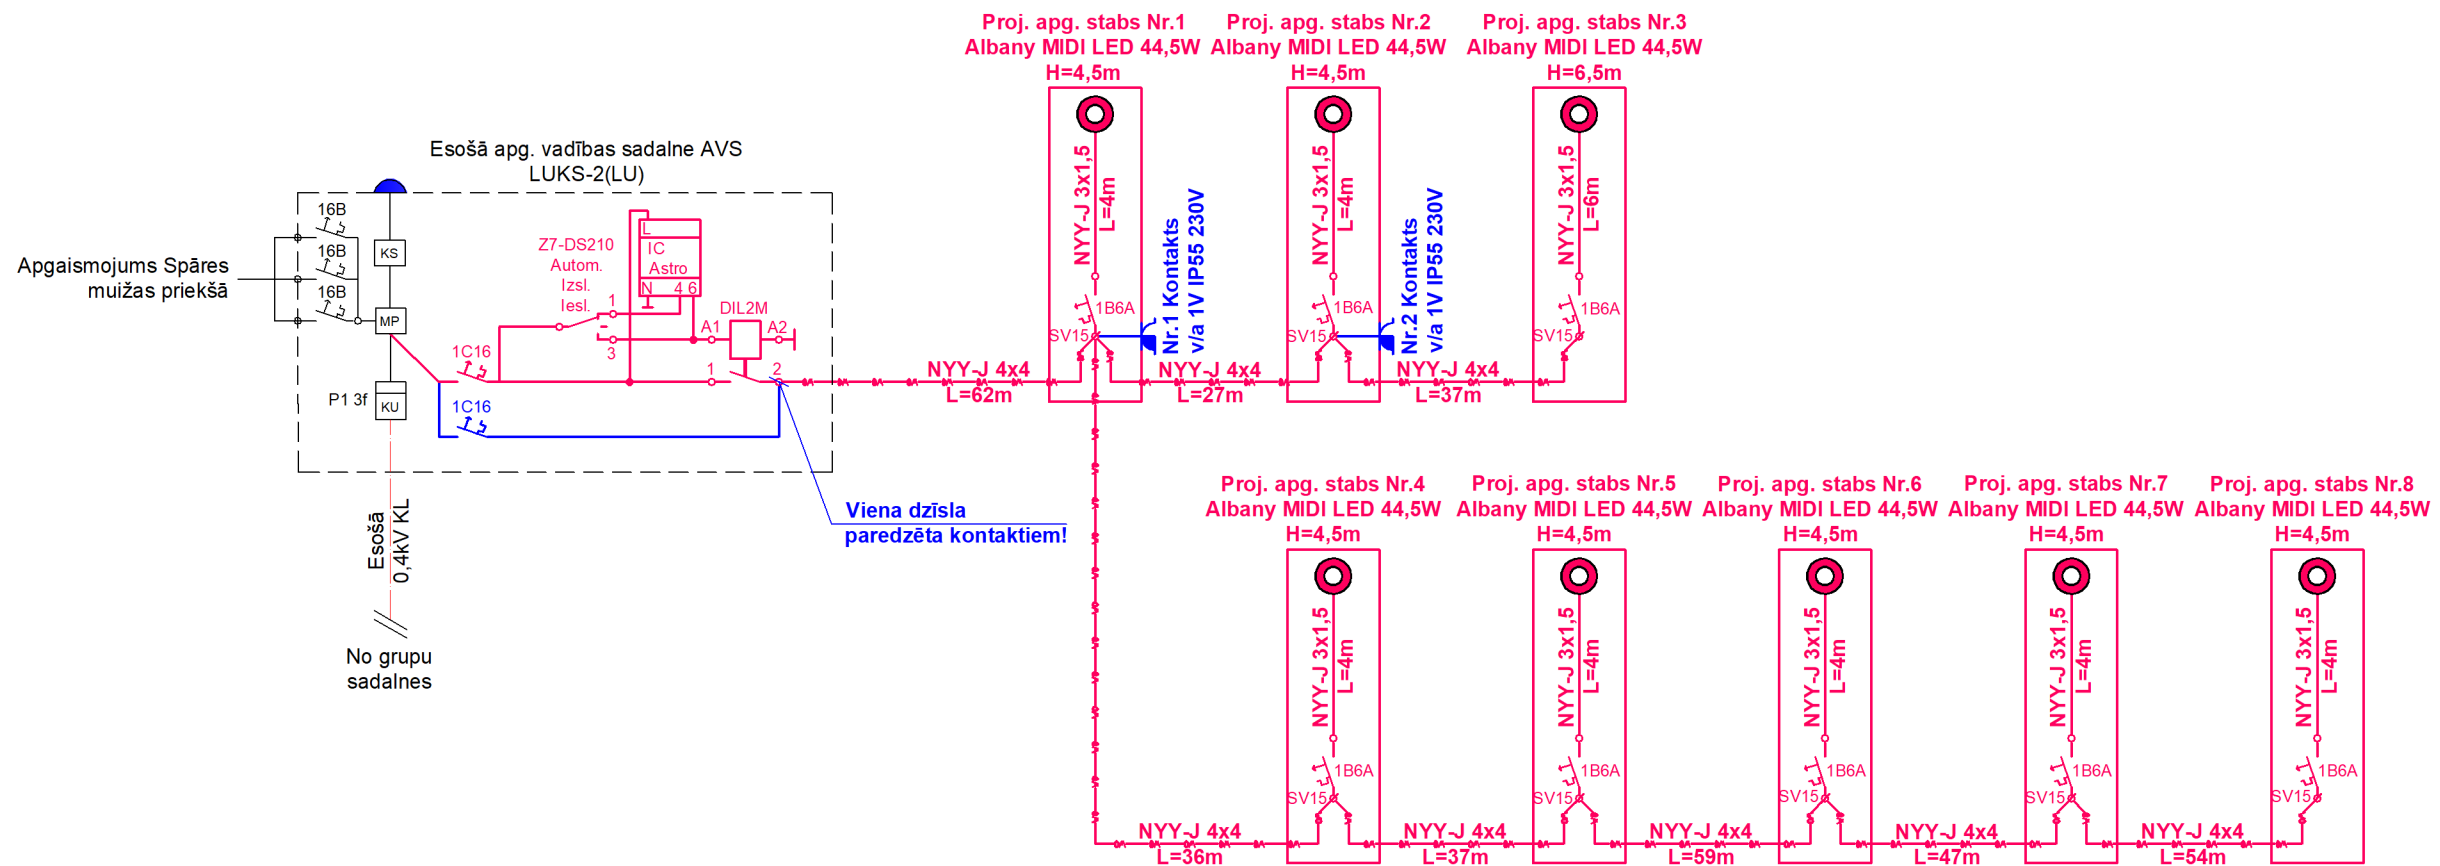 Proj. apg. stabs Nr.1
Albany MIDI LED 44,5W
H=4,5m
Proj. apg. stabs Nr.2
Albany MIDI LED 44,5W
H=4,5m
Proj. apg. stabs Nr.3
Albany MIDI LED 44,5W
H=6,5m
Esošā apg. vadības sadalne AVS
LUKS-2(LU)
Apgaismojums Spāres
muižas priekšā
16B
16B
16B
KS
MP
P1 3f
KU
1C16
1C16
Z7-DS210
Autom.
Izsl.
Iesl.
1
3
L
IC
Astro
N 4 6
DIL2M
A1
A2
1
2
NYY-J 4x4
L=62m
NYY-J 3x1,5
L=4m
1B6A
SV15
Nr.1 Kontakts
v/a 1V IP55 230V
NYY-J 4x4
L=27m
NYY-J 3x1,5
L=4m
1B6A
SV15
Nr.2 Kontakts
v/a 1V IP55 230V
NYY-J 4x4
L=37m
NYY-J 3x1,5
L=6m
1B6A
SV15
Viena dzīsla
paredzēta kontaktiem!
Esošā
0,4kV KL
No grupu
sadalnes
Proj. apg. stabs Nr.4
Albany MIDI LED 44,5W
H=4,5m
Proj. apg. stabs Nr.5
Albany MIDI LED 44,5W
H=4,5m
Proj. apg. stabs Nr.6
Albany MIDI LED 44,5W
H=4,5m
Proj. apg. stabs Nr.7
Albany MIDI LED 44,5W
H=4,5m
Proj. apg. stabs Nr.8
Albany MIDI LED 44,5W
H=4,5m
NYY-J 4x4
L=36m
NYY-J 3x1,5
L=4m
1B6A
SV15
NYY-J 4x4
L=37m
NYY-J 3x1,5
L=4m
1B6A
SV15
NYY-J 4x4
L=59m
NYY-J 3x1,5
L=4m
1B6A
SV15
NYY-J 4x4
L=47m
NYY-J 3x1,5
L=4m
1B6A
SV15
NYY-J 4x4
L=54m
NYY-J 3x1,5
L=4m
1B6A
SV15